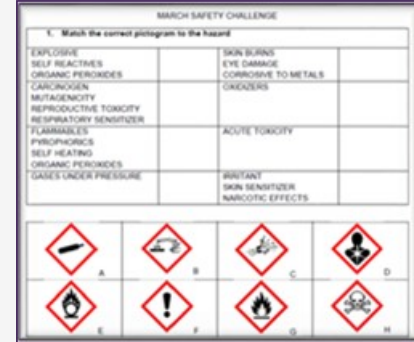 MARCH SAFETY CHALLENGE
1. Match the correct pictogram to the hazard
EXPLOSIVE
SELF REACTIVES
ORGANIC PEROXIDES
SKIN BURNS
EYE DAMAGE
CORROSIVE TO METALS
CARCINOGEN
MUTAGENICITY
REPRODUCTIVE TOXICITY
RESPIRATORY SENSITIZER
OXIDIZERS
FLAMMABLES
PYROPHORICS
SELF HEATING
ORGANIC PEROXIDES
ACUTE TOXICITY
GASES UNDER PRESSURE
IRRITANT
SKIN SENSITIZER
NARCOTIC EFFECTS
A
B
C
D
E
F
G
H